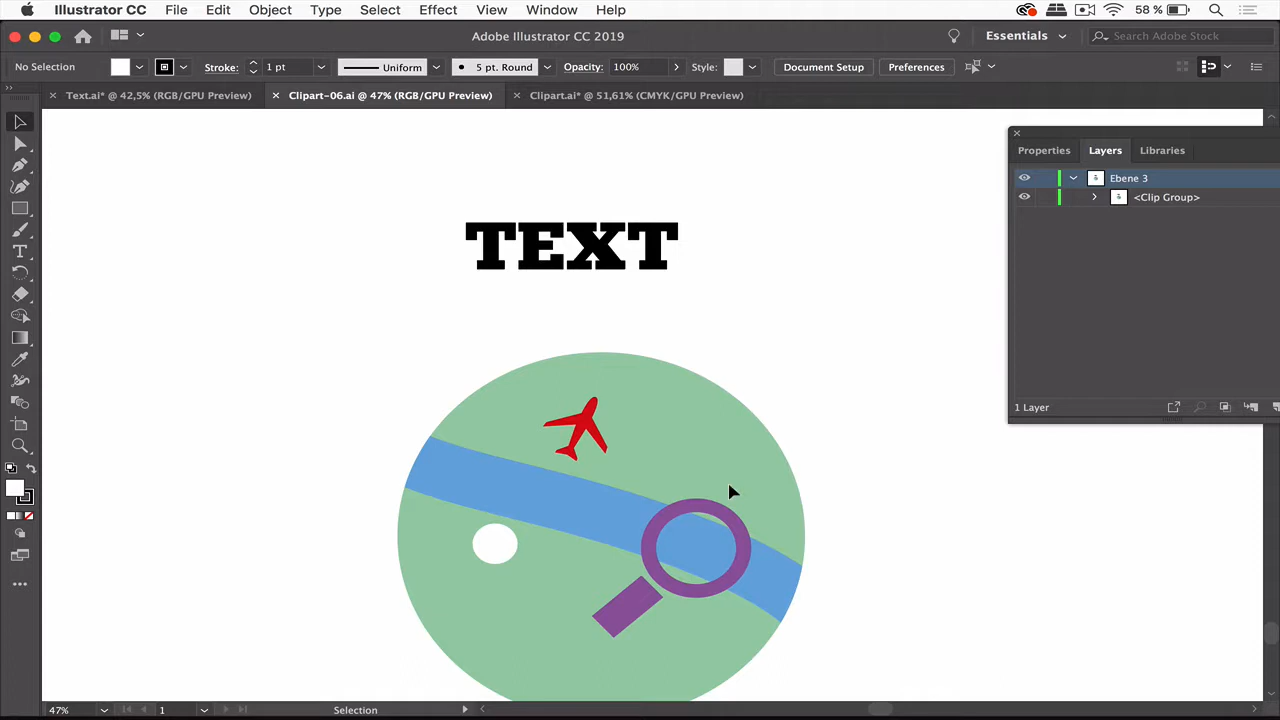 Illustrator CC File Edit Object Type Select Effect View Window Help 58 %
Adobe Illustrator CC 2019 Essentials Search Adobe Stock
No Selection Stroke: 1 pt Uniform 5 pt. Round Opacity: 100% Style: Document Setup Preferences
Text.ai* @ 42,5% (RGB/GPU Preview) Clipart-06.ai @ 47% (RGB/GPU Preview) Clipart.ai* @ 51,61% (CMYK/GPU Preview)
Properties Layers Libraries
Ebene 3
<Clip Group>
TEXT
1 Layer
47% 1 Selection